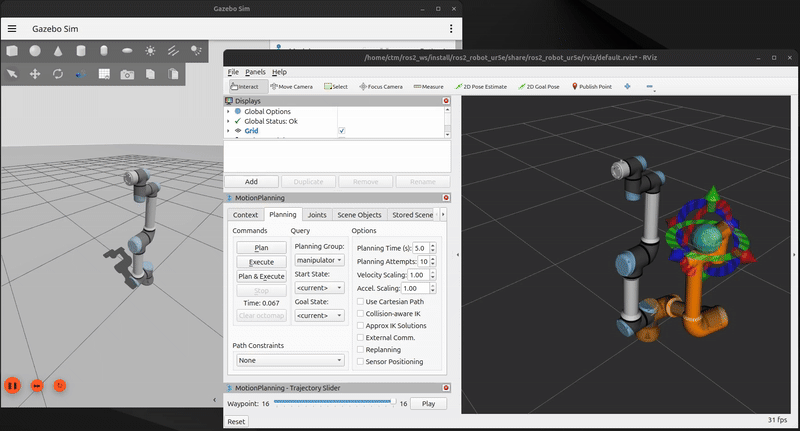 Gazebo Sim
Gazebo Sim
/home/ctm/ros2_ws/install/ros2_robot_ur5e/share/ros2_robot_ur5e/rviz/default.rviz* - RViz
File Panels Help
Interact Move Camera Select Focus Camera Measure 2D Pose Estimate 2D Goal Pose Publish Point
Displays
Global Options
Global Status: Ok
Grid
Add Duplicate Remove Rename
MotionPlanning
Context Planning Joints Scene Objects Stored Scene
Commands Query Options
Plan Planning Group: Planning Time (s): 5.0
Execute manipulator Planning Attempts: 10
Plan & Execute Start State: Velocity Scaling: 1.00
Stop <current> Accel. Scaling: 1.00
Time: 0.067 Goal State: Use Cartesian Path
Clear octomap <current> Collision-aware IK
Approx IK Solutions
External Comm.
Path Constraints Replanning
None Sensor Positioning
MotionPlanning - Trajectory Slider
Waypoint: 16 16 Play
Reset 31 fps